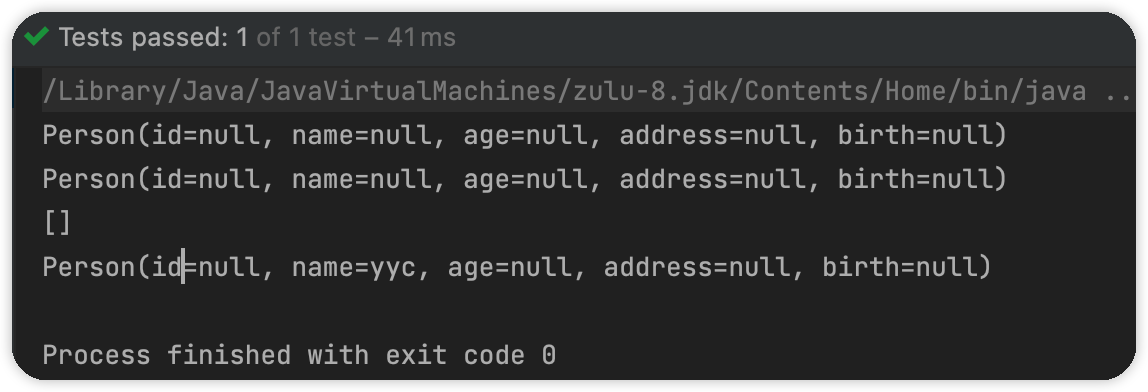 Tests passed: 1 of 1 test – 41 ms
/Library/Java/JavaVirtualMachines/zulu-8.jdk/Contents/Home/bin/java ...
Person(id=null, name=null, age=null, address=null, birth=null)
Person(id=null, name=null, age=null, address=null, birth=null)
[]
Person(id=null, name=yyc, age=null, address=null, birth=null)
Process finished with exit code 0